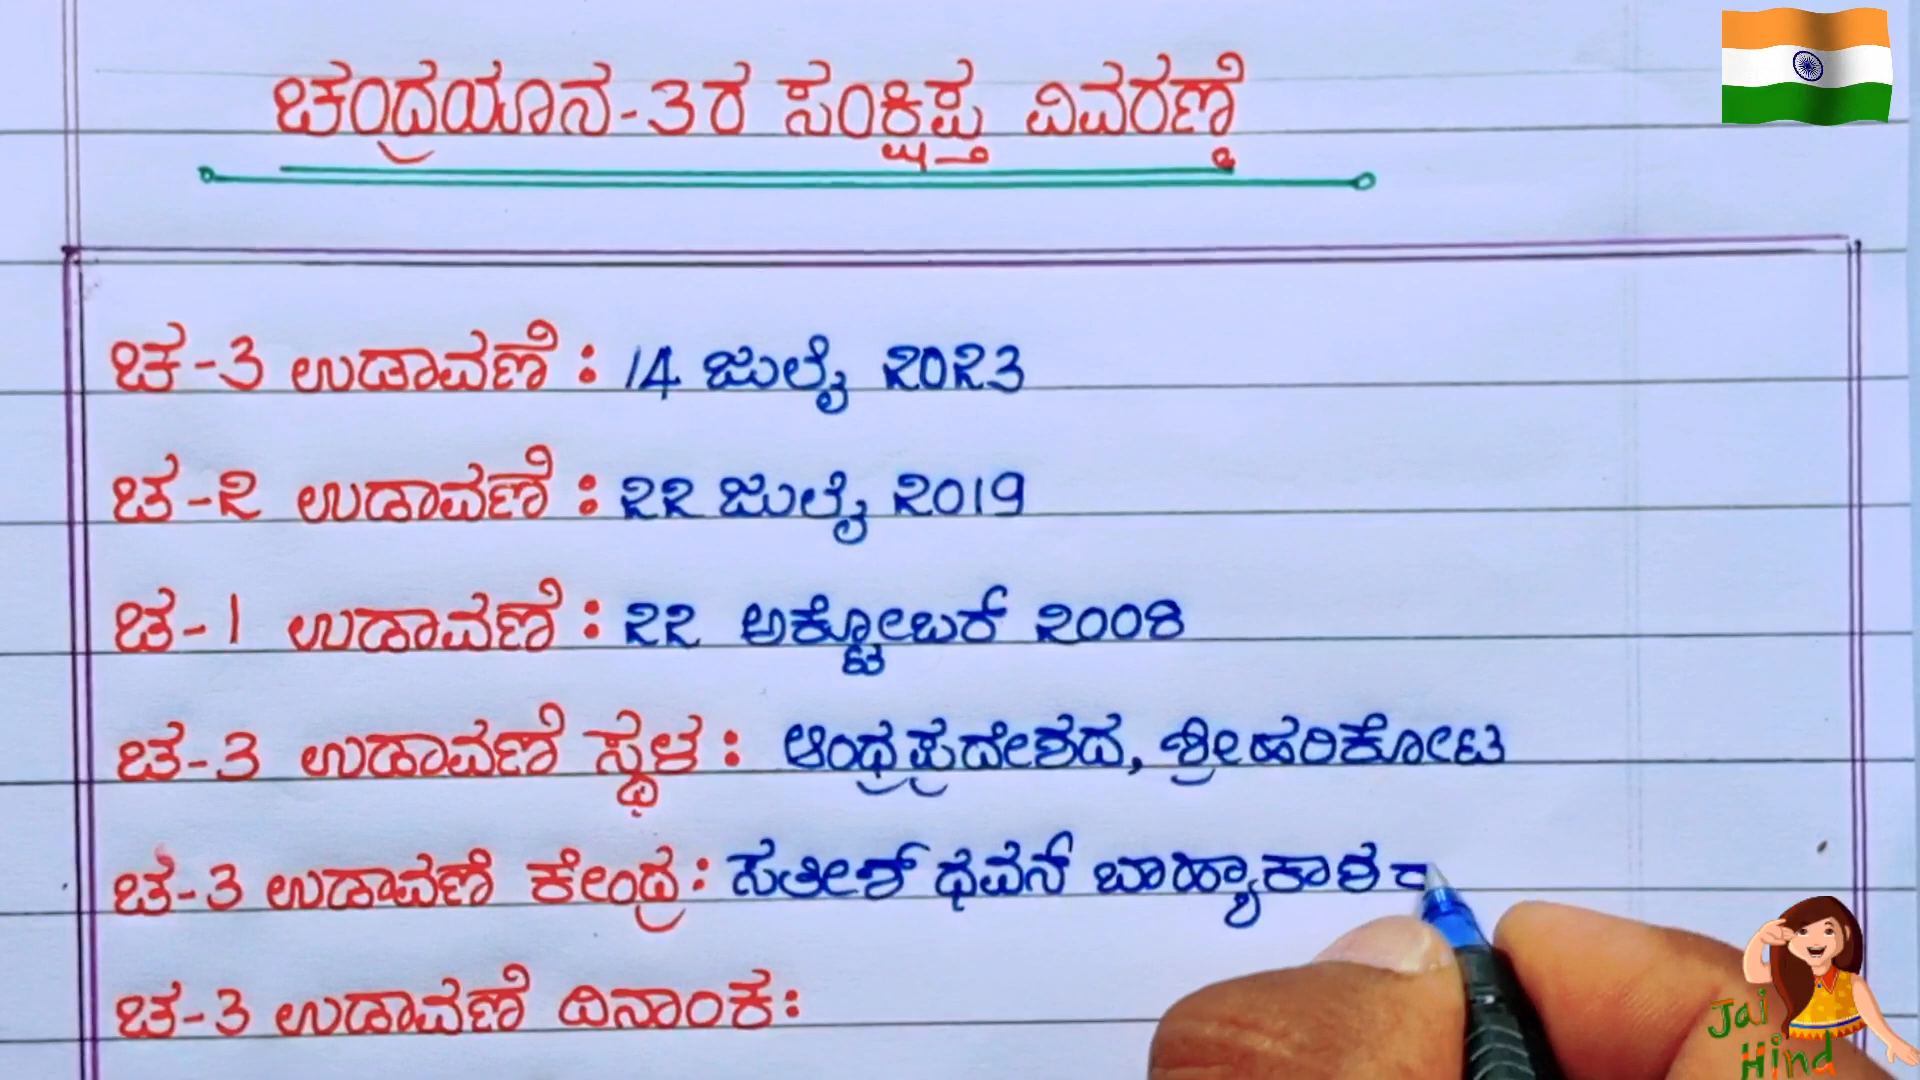 ಚಂದ್ರಯಾನ-3ರ ಸಂಕ್ಷಿಪ್ತ ವಿವರಣೆ
ಚ-3 ಉಡಾವಣೆ : 14 ಜುಲೈ 2023
ಚ-2 ಉಡಾವಣೆ : 22 ಜುಲೈ 2019
ಚ-1 ಉಡಾವಣೆ : 22 ಅಕ್ಟೋಬರ್ 2008
ಚ-3 ಉಡಾವಣೆ ಸ್ಥಳ : ಆಂಧ್ರಪ್ರದೇಶದ, ಶ್ರೀಹರಿಕೋಟ
ಚ-3 ಉಡಾವಣೆ ಕೇಂದ್ರ : ಸತೀಶ್ ಧವನ್ ಬಾಹ್ಯಾಕಾಶ
ಚ-3 ಉಡಾವಣೆ ದಿನಾಂಕ :
Jai
Hind